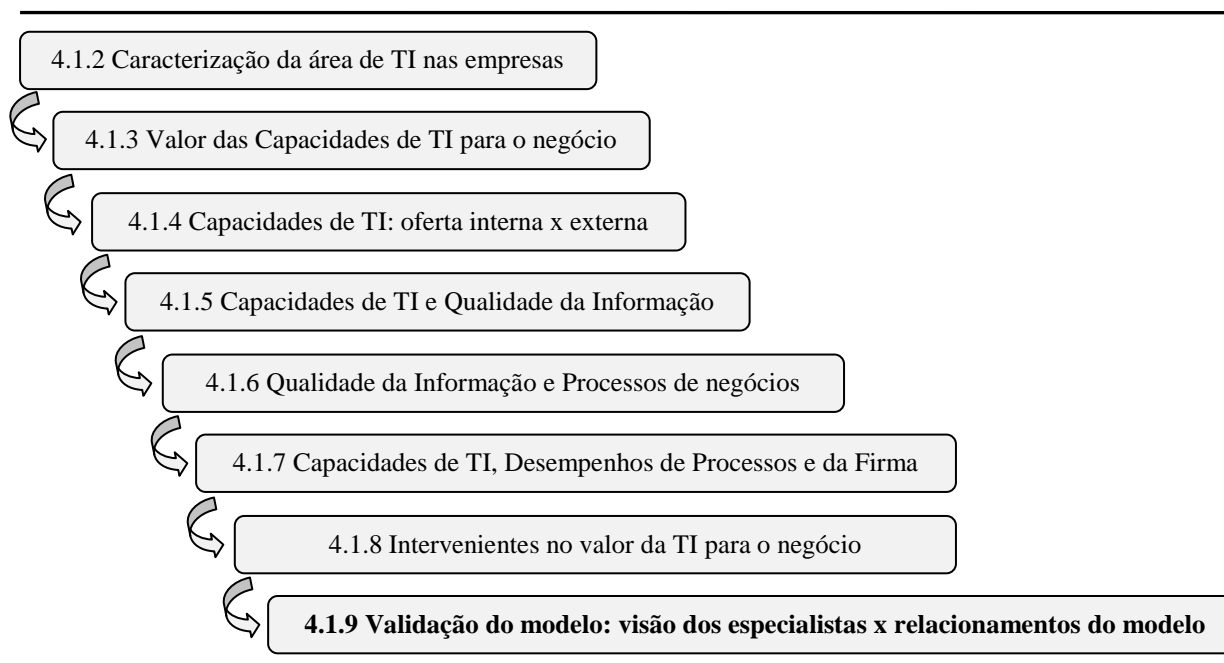 4.1.2 Caracterização da área de TI nas empresas
4.1.3 Valor das Capacidades de TI para o negócio
4.1.4 Capacidades de TI: oferta interna x externa
4.1.5 Capacidades de TI e Qualidade da Informação
4.1.6 Qualidade da Informação e Processos de negócios
4.1.7 Capacidades de TI, Desempenhos de Processos e da Firma
4.1.8 Intervenientes no valor da TI para o negócio
4.1.9 Validação do modelo: visão dos especialistas x relacionamentos do modelo